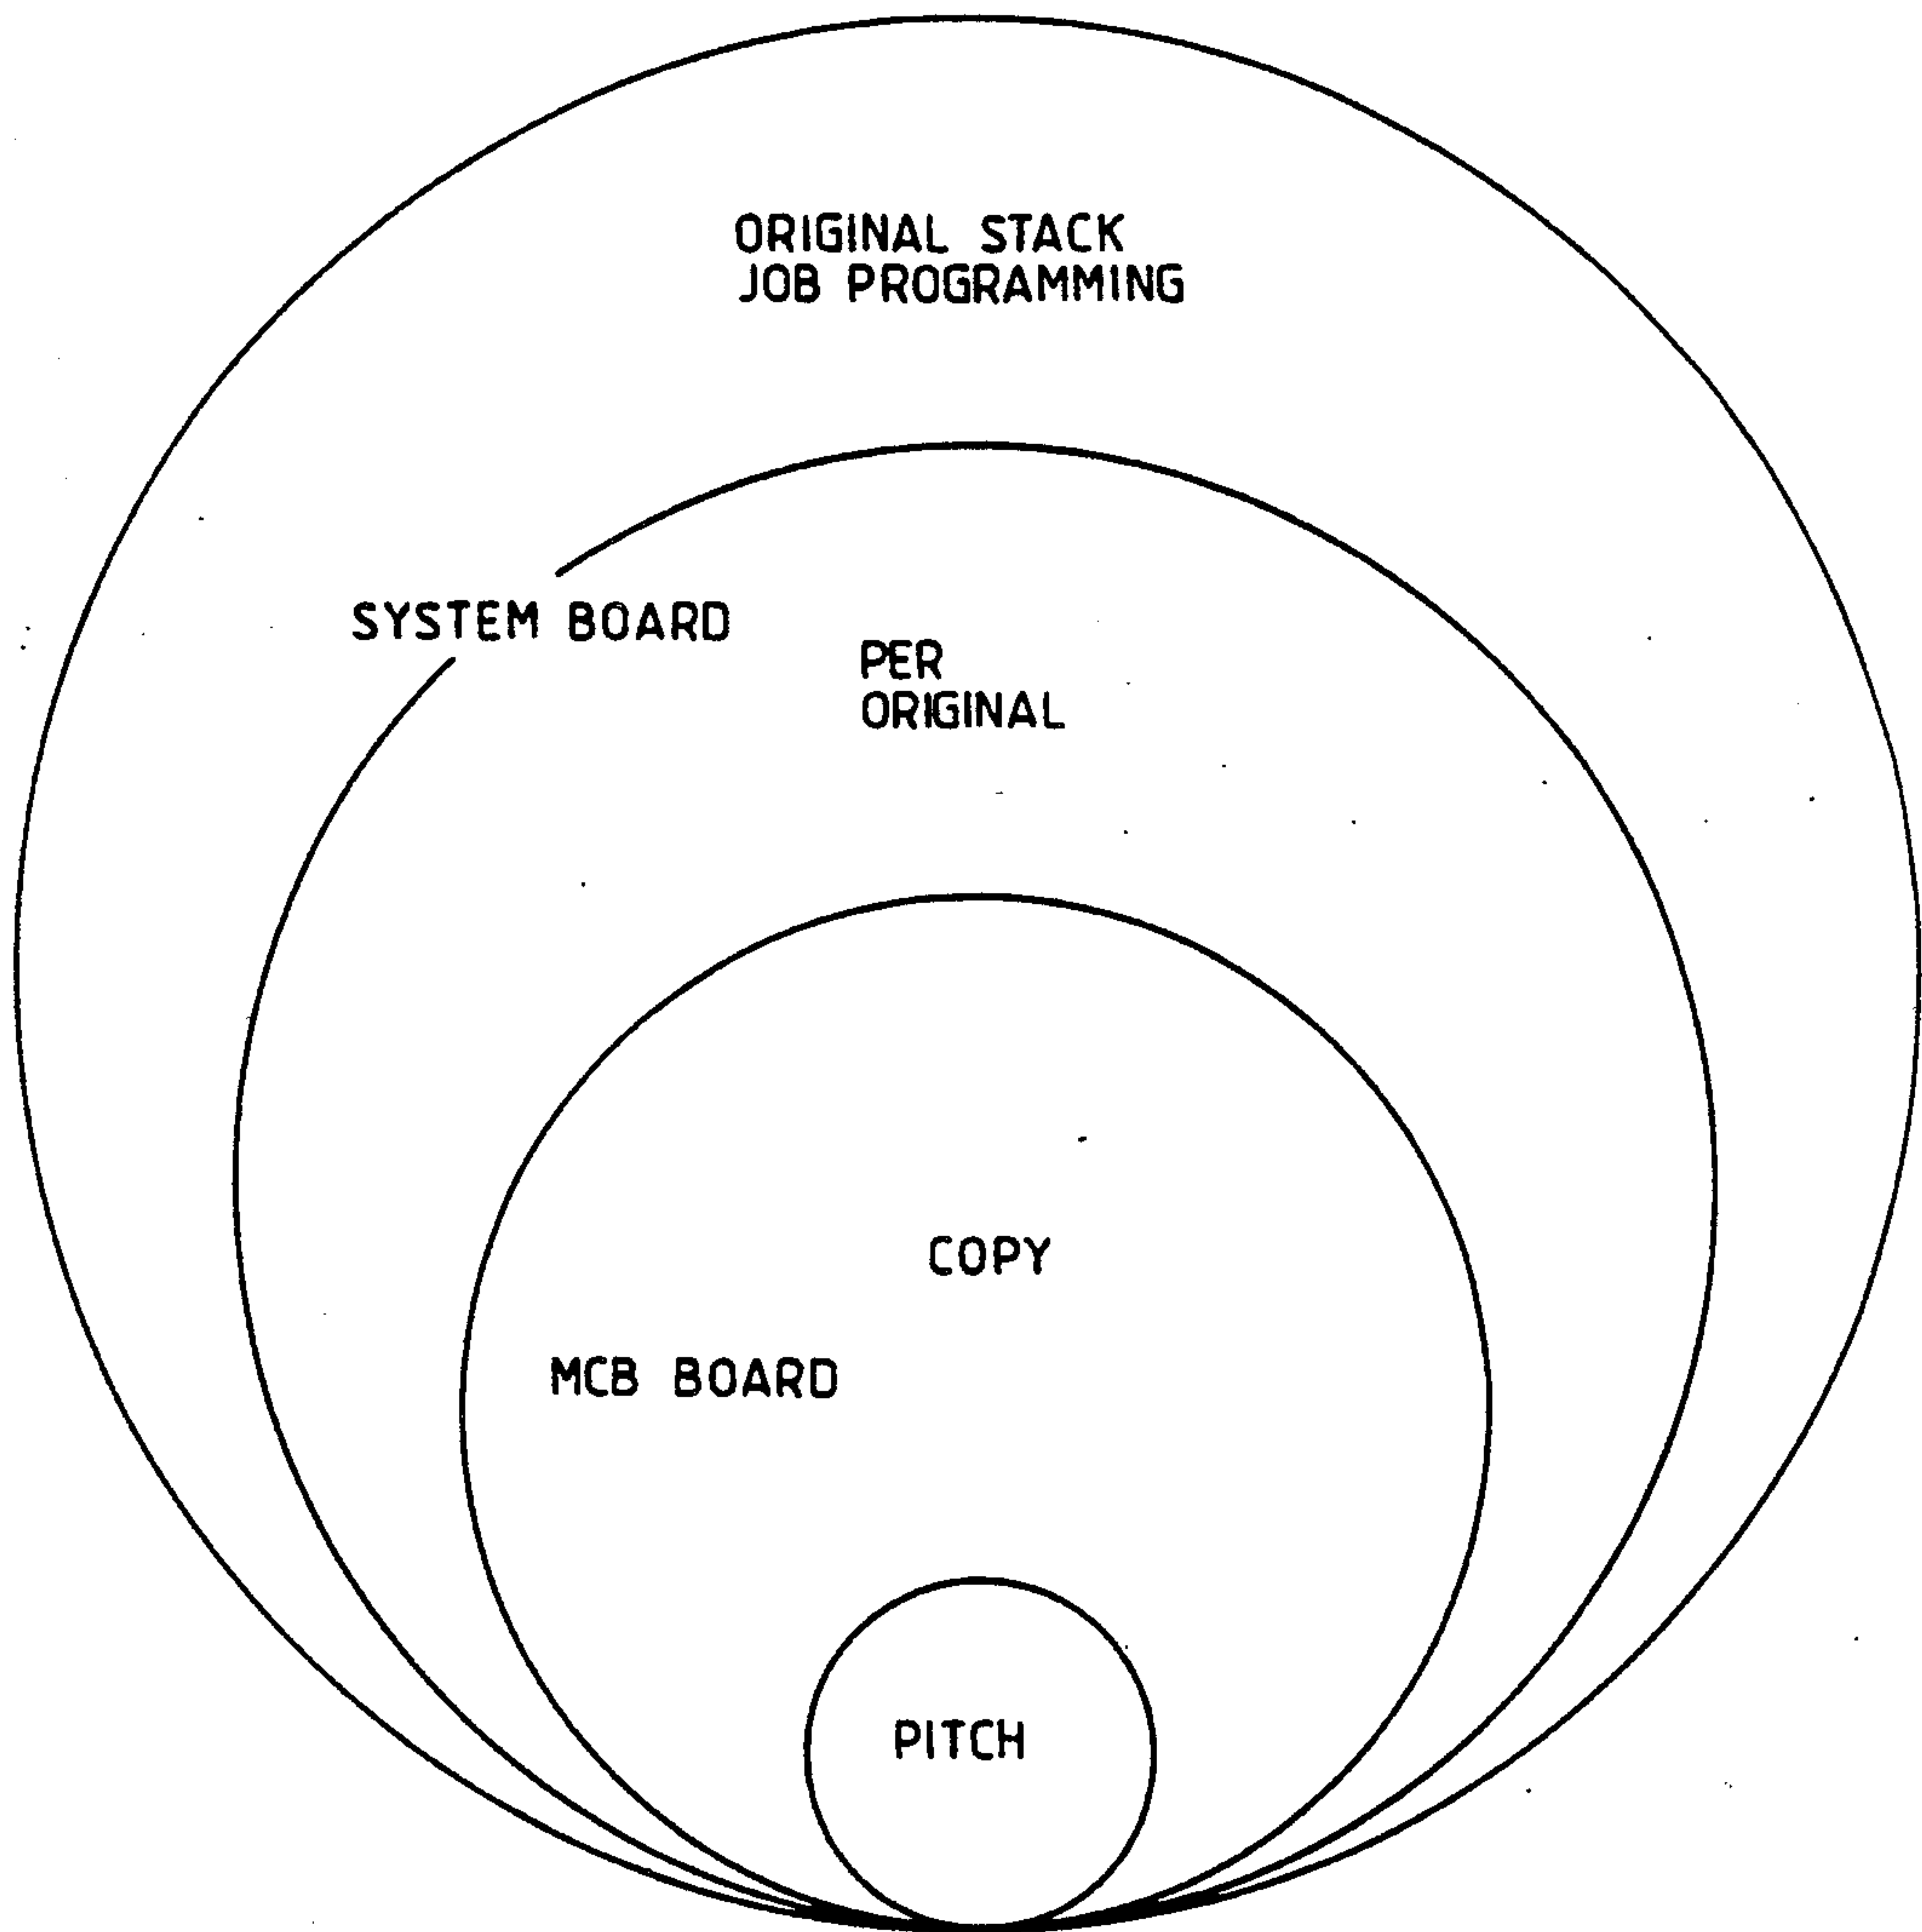 ORIGINAL STACK
JOB PROGRAMMING
SYSTEM BOARD
PER
ORIGINAL
COPY
MCB BOARD
PITCH